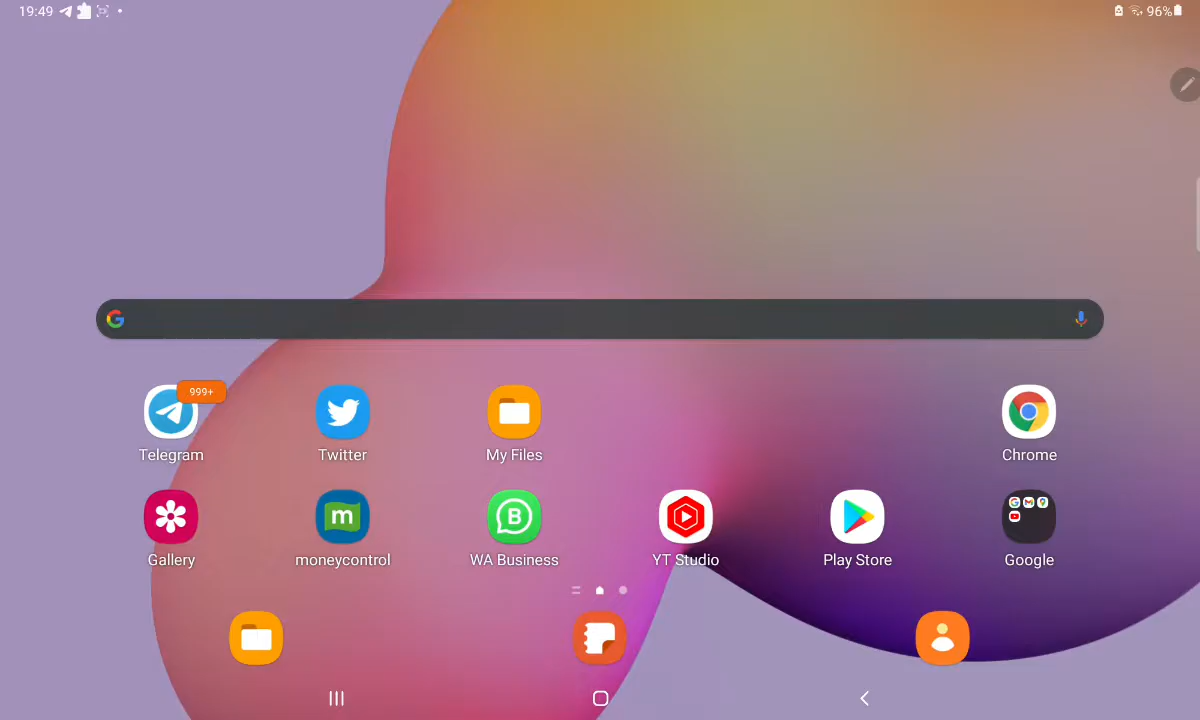 19:49
96%
999+
Telegram
Twitter
My Files
Chrome
m
B
Gallery
moneycontrol
WA Business
YT Studio
Play Store
Google